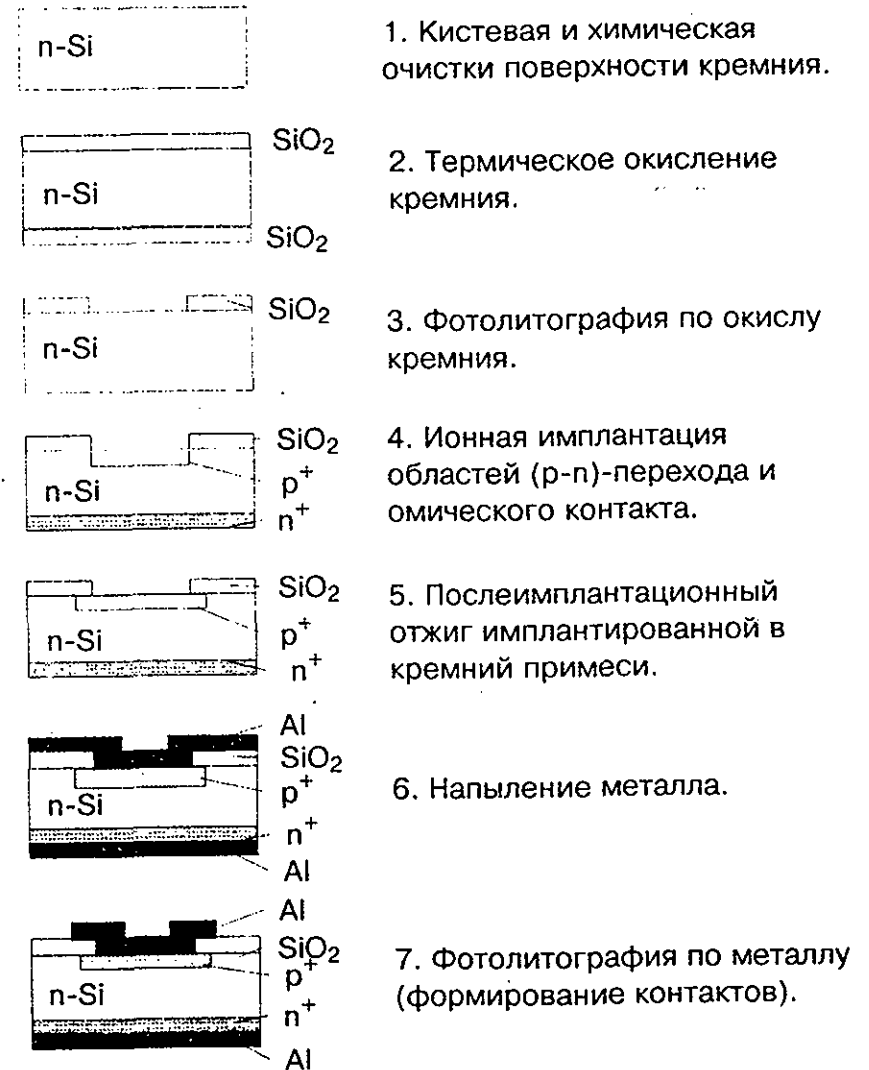 n-Si
1. Кистевая и химическая
очистки поверхности кремния.
SiO₂
n-Si
SiO₂
2. Термическое окисление
кремния.
SiO₂
n-Si
3. Фотолитография по окислу
кремния.
SiO₂
p⁺
n-Si
n⁺
4. Ионная имплантация
областей (p-n)-перехода и
омического контакта.
SiO₂
p⁺
n-Si
n⁺
5. Послеимплантационный
отжиг имплантированной в
кремний примеси.
Al
SiO₂
p⁺
n-Si
n⁺
Al
6. Напыление металла.
Al
SiO₂
p⁺
n-Si
n⁺
Al
7. Фотолитография по металлу
(формирование контактов).